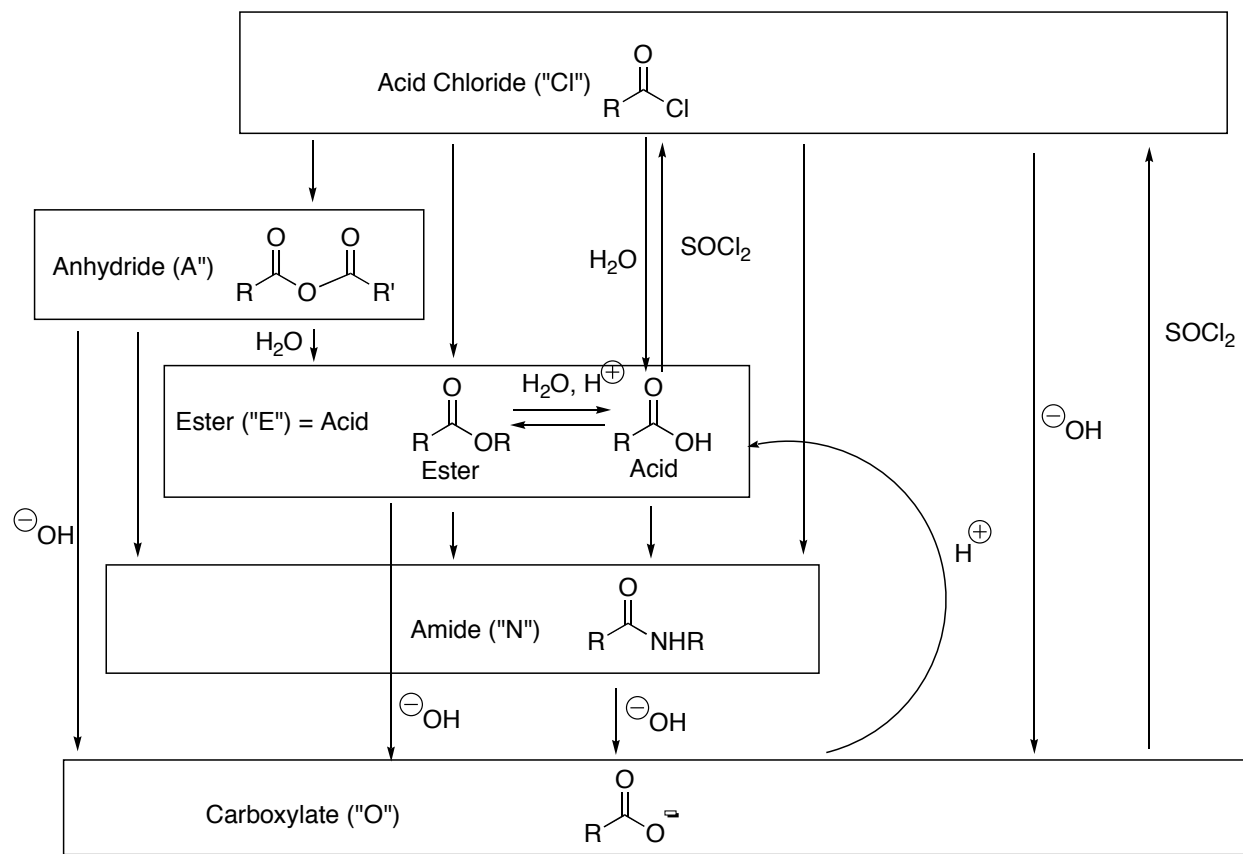 Acid Chloride ("Cl")
O
R
Cl
Anhydride (A")
O
O
R
O
R'
H₂O
SOCl₂
SOCl₂
H₂O
Ester ("E") = Acid
O
R
OR
Ester
H₂O, H⊕
O
R
OH
Acid
⊖OH
⊖OH
H⊕
Amide ("N")
O
R
NHR
⊖OH
⊖OH
Carboxylate ("O")
O
R
O